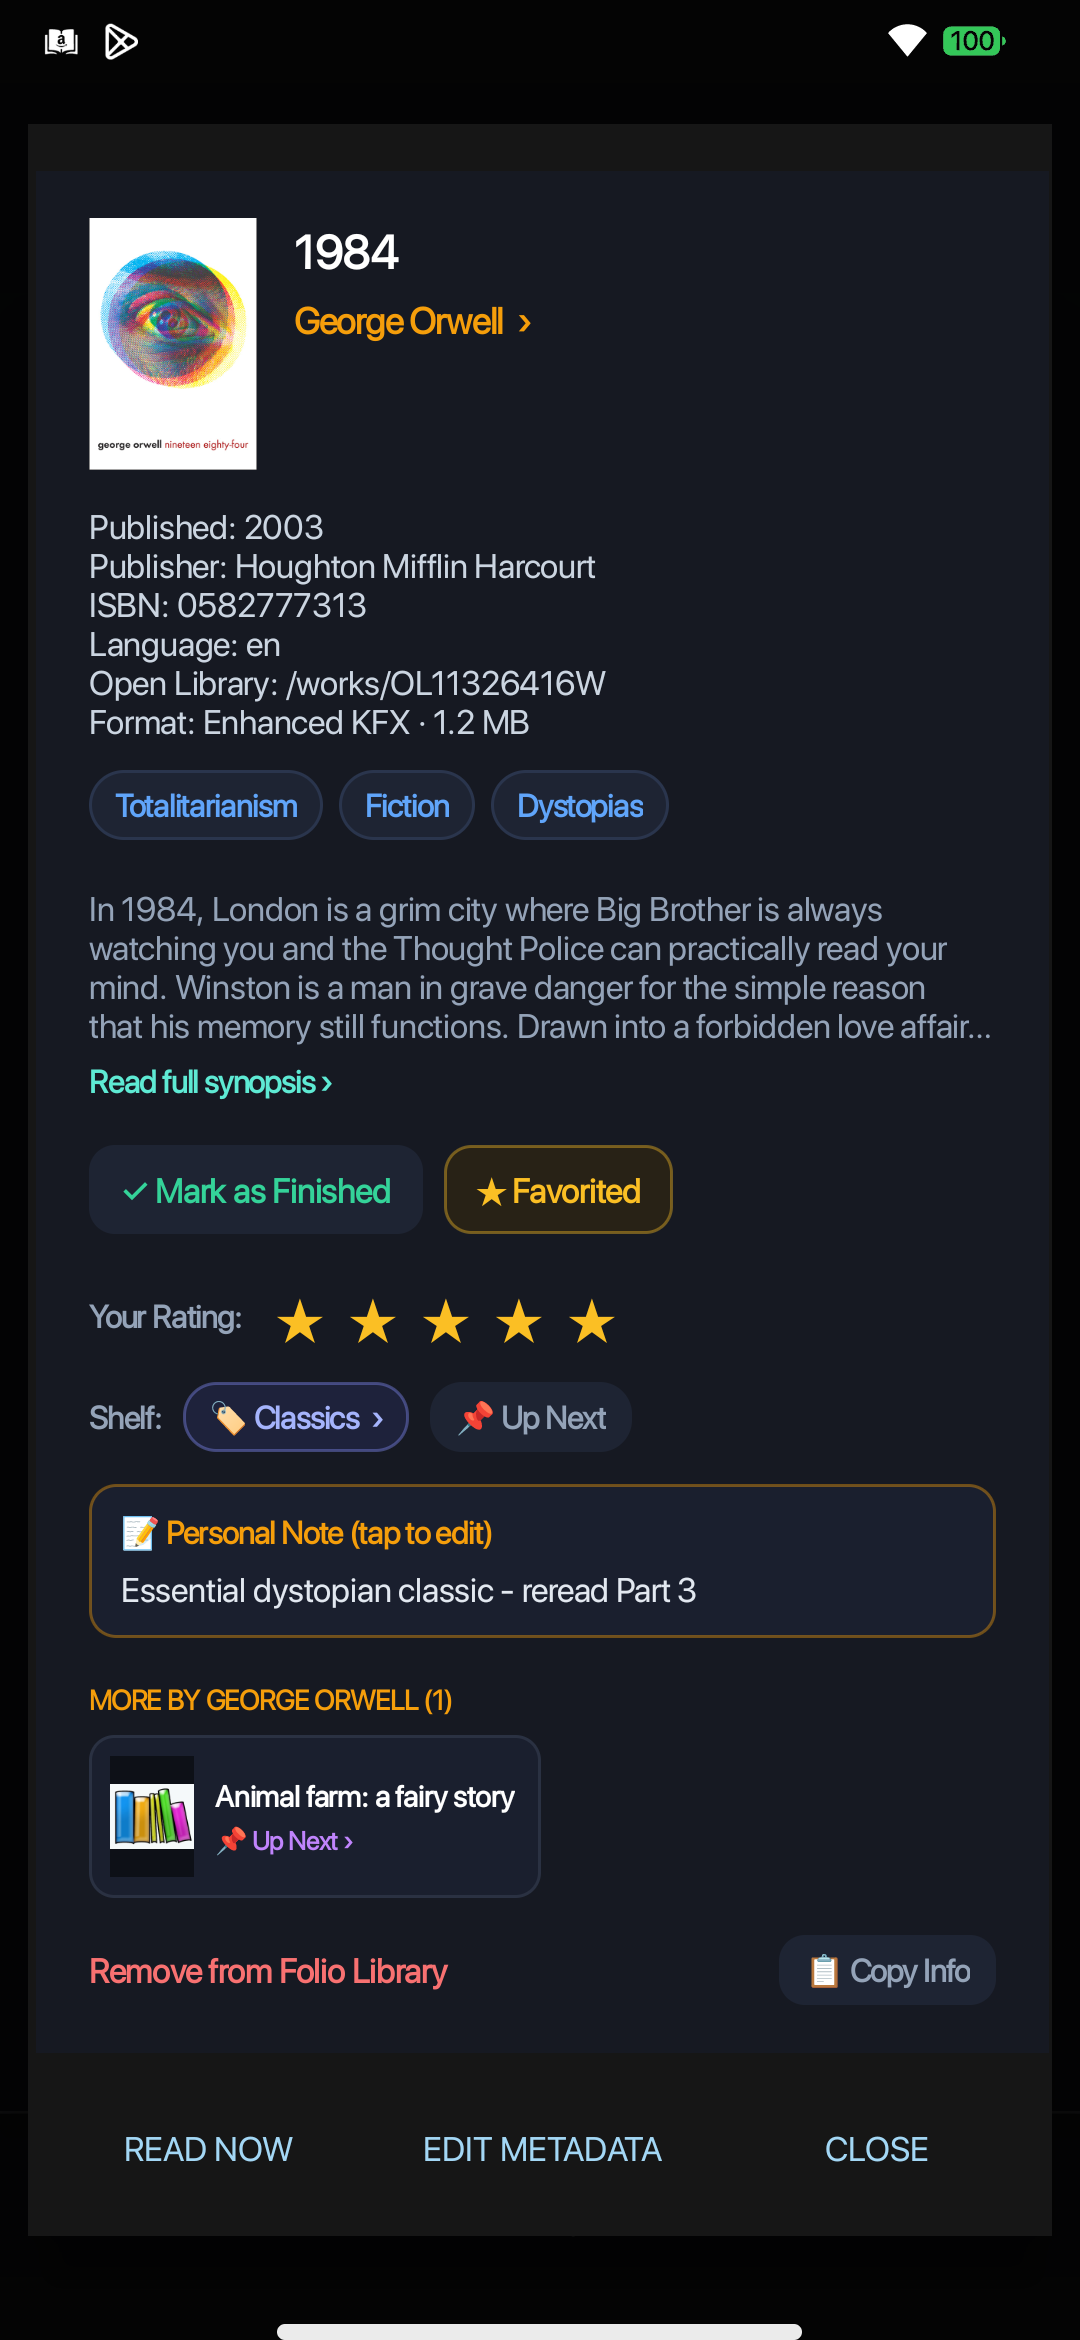 100
1984
George Orwell ›
george orwell nineteen eighty-four
Published: 2003
Publisher: Houghton Mifflin Harcourt
ISBN: 0582777313
Language: en
Open Library: /works/OL11326416W
Format: Enhanced KFX · 1.2 MB
Totalitarianism
Fiction
Dystopias
In 1984, London is a grim city where Big Brother is always
watching you and the Thought Police can practically read your
mind. Winston is a man in grave danger for the simple reason
that his memory still functions. Drawn into a forbidden love affair...
Read full synopsis ›
✓ Mark as Finished
★ Favorited
Your Rating: ★ ★ ★ ★ ★
Shelf: 🏷️ Classics › 📌 Up Next
📝 Personal Note (tap to edit)
Essential dystopian classic - reread Part 3
MORE BY GEORGE ORWELL (1)
Animal farm: a fairy story
📌 Up Next ›
Remove from Folio Library
📋 Copy Info
READ NOW
EDIT METADATA
CLOSE